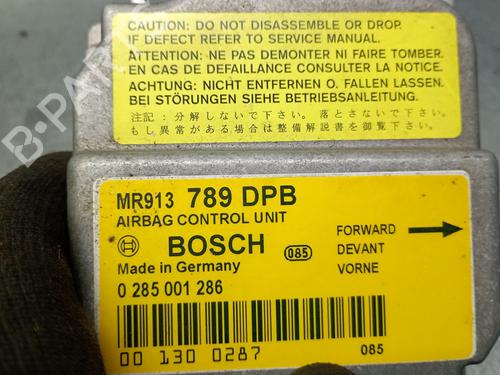 CAUTION: DO NOT DISASSEMBLE OR DROP.
IF DEFECT REFER TO SERVICE MANUAL.
ATTENTION: NE PAS DEMONTER NI FAIRE TOMBER.
EN CAS DE DEFAILLANCE CONSULTER LA NOTICE.
ACHTUNG: NICHT ENTFERNEN O. FALLEN LASSEN.
BEI STÖRUNGEN SIEHE BETRIEBSANLEITUNG.
注記:分解しないで下さい。落とさないで下さい。
もし異常がある場合は整備解説書を御覧下さい。
B-PARTS
MR913 789 DPB
AIRBAG CONTROL UNIT
BOSCH 085
Made in Germany
0 285 001 286
FORWARD
DEVANT
VORNE
00 130 0287
085